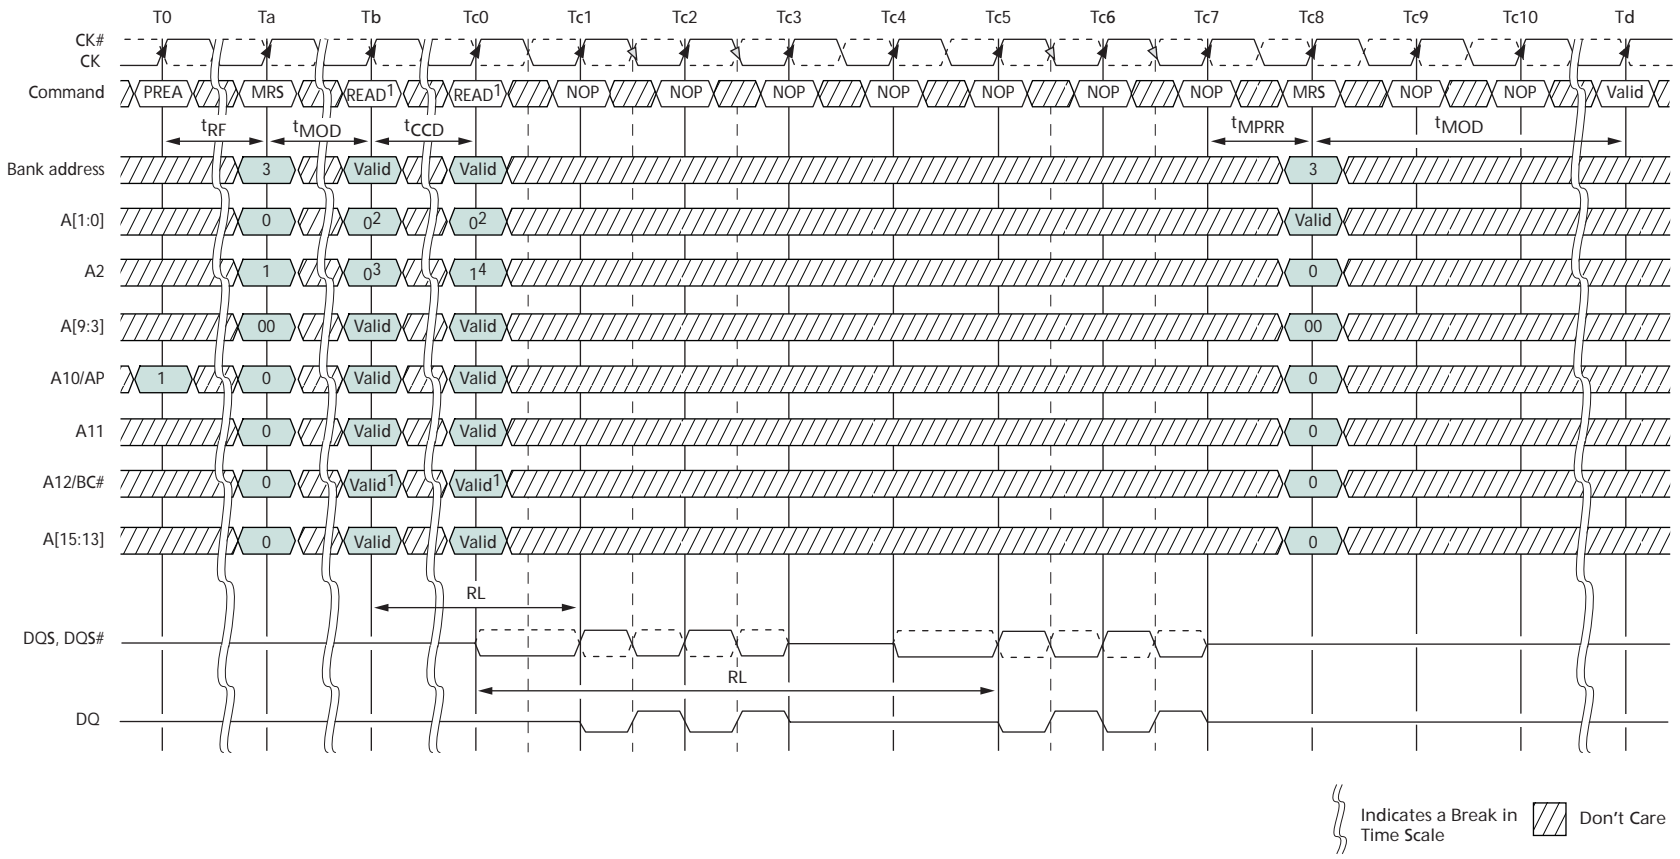 T0 Ta Tb Tc0 Tc1 Tc2 Tc3 Tc4 Tc5 Tc6 Tc7 Tc8 Tc9 Tc10 Td
CK#
CK
Command PREA MRS READ1 READ1 NOP NOP NOP NOP NOP NOP NOP MRS NOP NOP Valid
tRF tMOD tCCD tMPRR tMOD
Bank address 3 Valid Valid 3
A[1:0] 0 02 02 Valid
A2 1 03 14 0
A[9:3] 00 Valid Valid 00
A10/AP 1 0 Valid Valid 0
A11 0 Valid Valid 0
A12/BC# 0 Valid1 Valid1 0
A[15:13] 0 Valid Valid 0
RL
DQS, DQS#
RL
DQ
Indicates a Break in
Time Scale
Don't Care